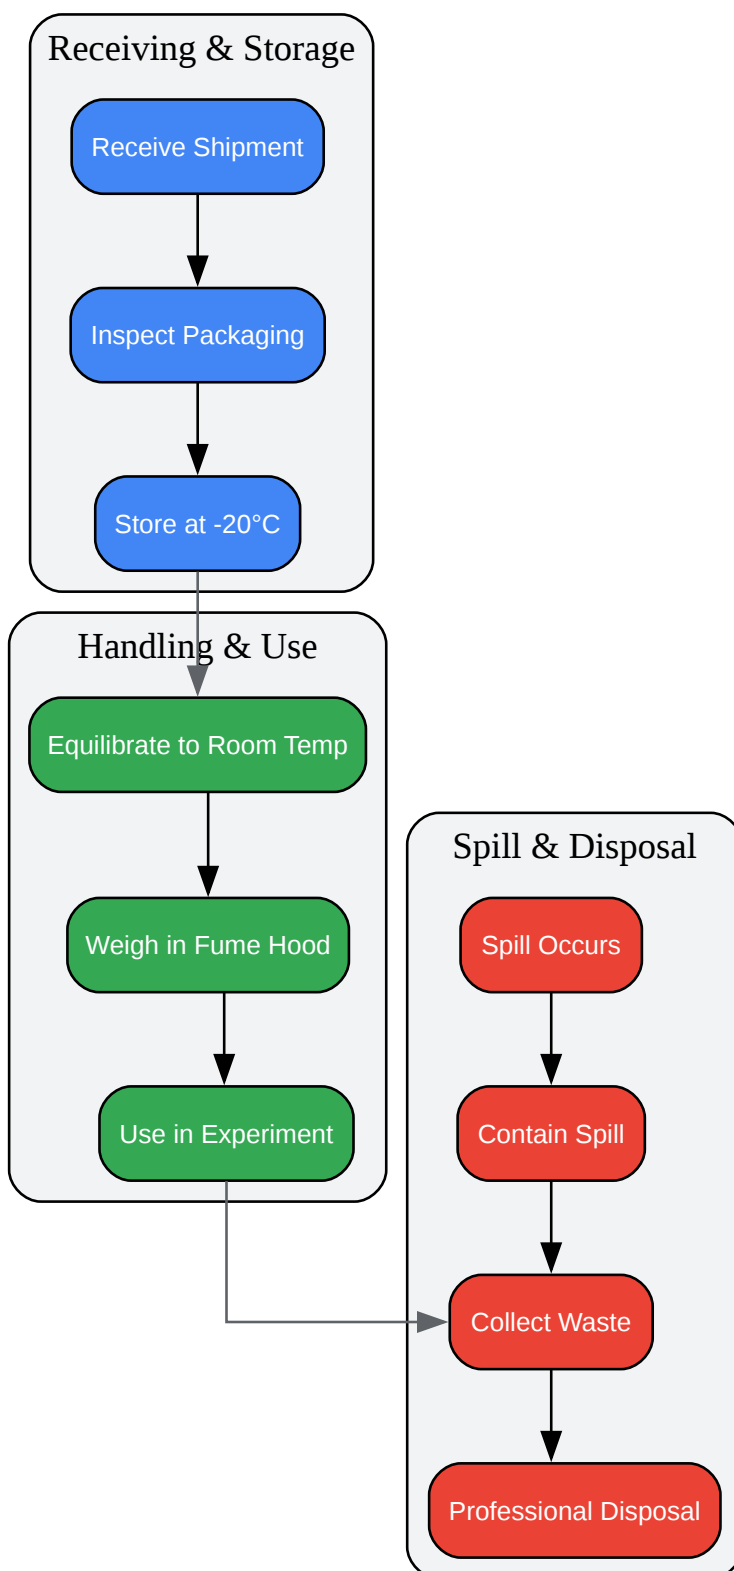 Receiving & Storage
Receive Shipment
Inspect Packaging
Store at -20°C
Handling & Use
Equilibrate to Room Temp
Weigh in Fume Hood
Use in Experiment
Spill & Disposal
Spill Occurs
Contain Spill
Collect Waste
Professional Disposal